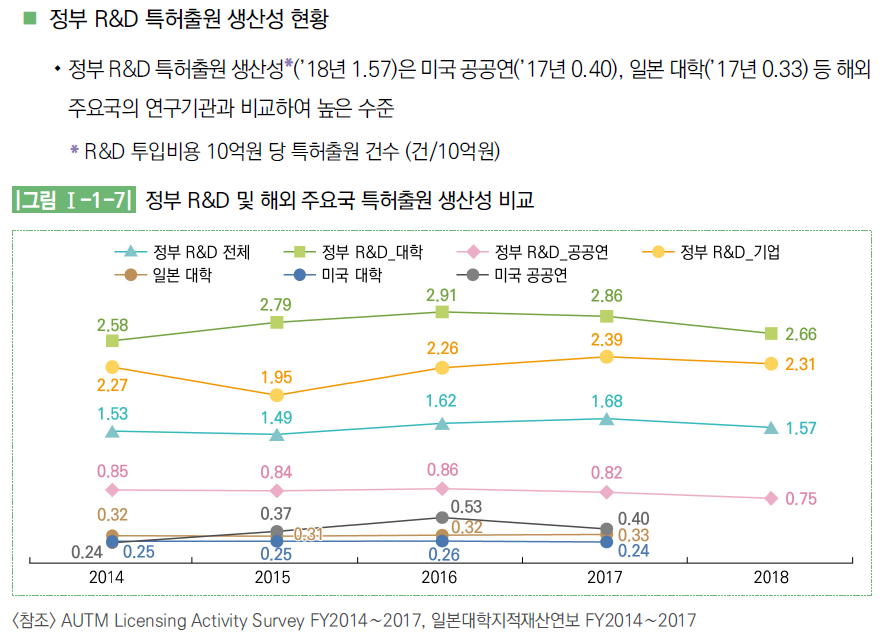 ■ 정부 R&D 특허출원 생산성 현황
• 정부 R&D 특허출원 생산성*(’18년 1.57)은 미국 공공연(’17년 0.40), 일본 대학(’17년 0.33) 등 해외
주요국의 연구기관과 비교하여 높은 수준
* R&D 투입비용 10억원 당 특허출원 건수 (건/10억원)
|그림 Ⅰ-1-7| 정부 R&D 및 해외 주요국 특허출원 생산성 비교
정부 R&D 전체 정부 R&D_대학 정부 R&D_공공연 정부 R&D_기업
일본 대학 미국 대학 미국 공공연
2.58 2.79 2.91 2.86 2.66
2.27 1.95 2.26 2.39 2.31
1.53 1.49 1.62 1.68 1.57
0.85 0.84 0.86 0.82 0.75
0.32 0.37 0.53 0.40
0.31 0.32 0.33
0.24 0.25 0.25 0.26 0.24
2014 2015 2016 2017 2018
〈참조〉 AUTM Licensing Activity Survey FY2014~2017, 일본대학지적재산연보 FY2014~2017